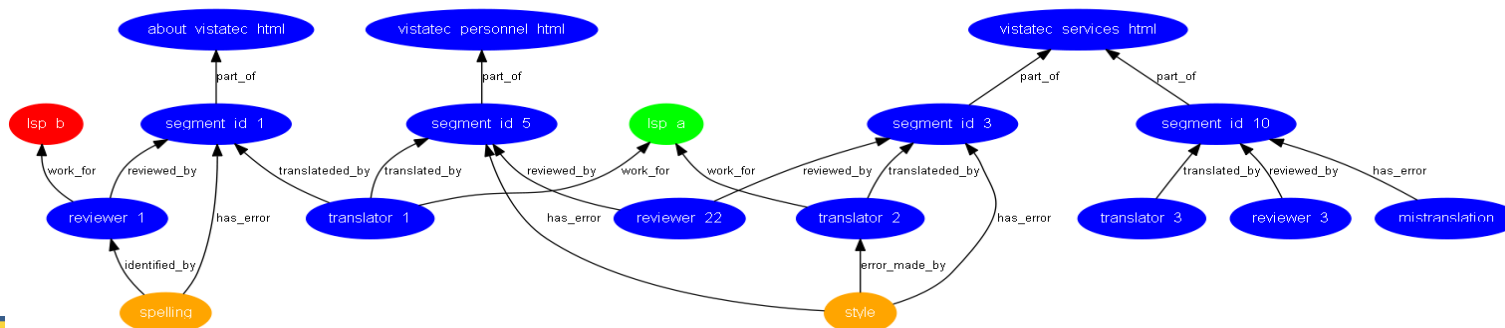 about vistatec html
vistatec personnel html
vistatec services html
part_of
part_of
part_of
part_of
lsp b
segment id 1
segment id 5
lsp a
segment id 3
segment id 10
work_for
reviewed_by
translateded_by
translated_by
reviewed_by
work_for
work_for
reviewed_by
translateded_by
translated_by
reviewed_by
has_error
reviewer 1
has_error
translator 1
has_error
reviewer 22
translator 2
has_error
translator 3
reviewer 3
mistranslation
identified_by
error_made_by
spelling
style